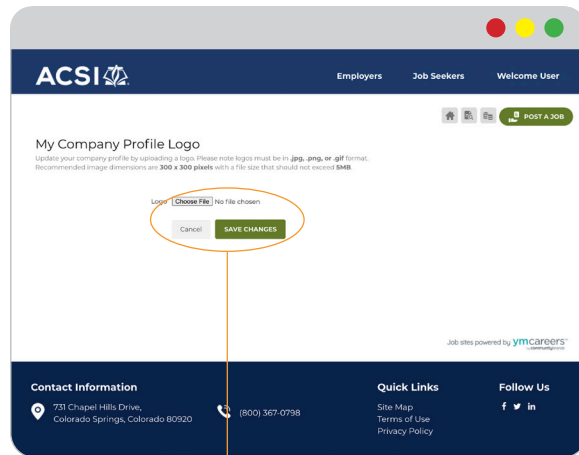 ACSI
Employers Job Seekers Welcome User
POST A JOB
My Company Profile Logo
Update your company profile by uploading a logo. Please note logos must be in .jpg, .png, or .gif format.
Recommended image dimensions are 300 x 300 pixels with a file size that should not exceed 5MB.
Logo Choose File No file chosen
Cancel SAVE CHANGES
Job sites powered by ymcareers
by communitybrands
Contact Information Quick Links Follow Us
731 Chapel Hills Drive,
Colorado Springs, Colorado 80920
(800) 367-0798
Site Map
Terms of Use
Privacy Policy